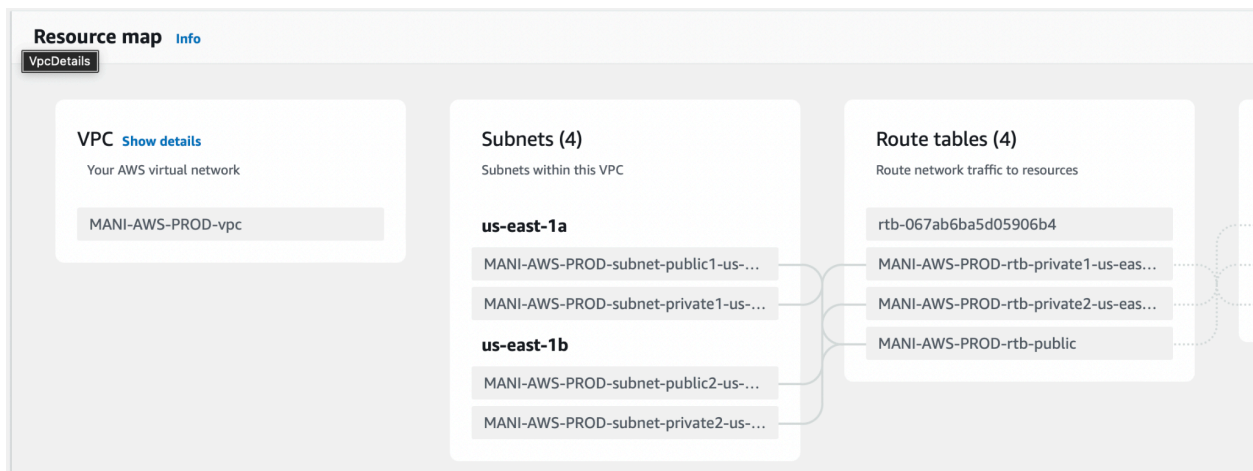 Resource map Info
VpcDetails
VPC Show details
Your AWS virtual network
MANI-AWS-PROD-vpc
Subnets (4)
Subnets within this VPC
us-east-1a
MANI-AWS-PROD-subnet-public1-us-...
MANI-AWS-PROD-subnet-private1-us-...
us-east-1b
MANI-AWS-PROD-subnet-public2-us-...
MANI-AWS-PROD-subnet-private2-us-...
Route tables (4)
Route network traffic to resources
rtb-067ab6ba5d05906b4
MANI-AWS-PROD-rtb-private1-us-eas...
MANI-AWS-PROD-rtb-private2-us-eas...
MANI-AWS-PROD-rtb-public